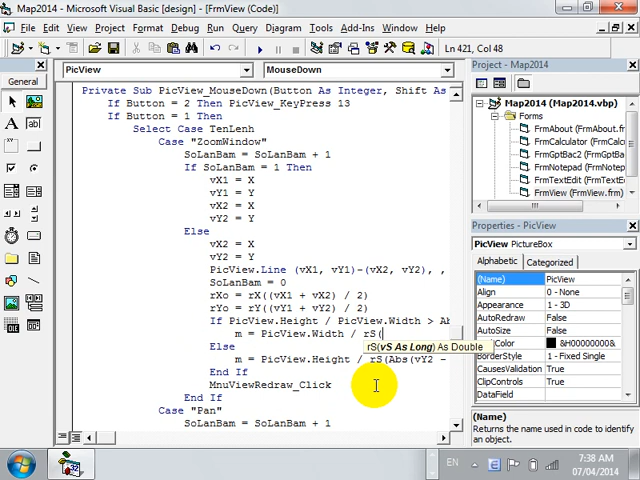 Map2014 - Microsoft Visual Basic [design] - [FrmView (Code)]
File Edit View Project Format Debug Run Query Diagram Tools Add-Ins Window Help
Ln 421, Col 48
General
PicView
MouseDown
Private Sub PicView_MouseDown(Button As Integer, Shift As
If Button = 2 Then PicView_KeyPress 13
If Button = 1 Then
Select Case TenLenh
Case "ZoomWindow"
SoLanBam = SoLanBam + 1
If SoLanBam = 1 Then
vX1 = X
vY1 = Y
vX2 = X
vY2 = Y
Else
vX2 = X
vY2 = Y
PicView.Line (vX1, vY1)-(vX2, vY2), ,
SoLanBam = 0
rXo = rX((vX1 + vX2) / 2)
rYo = rY((vY1 + vY2) / 2)
If PicView.Height / PicView.Width > Ab
m = PicView.Width / rS(
rS(vS As Long) As Double
Else
m = PicView.Height / rS(Abs(vY2 -
End If
MnuViewRedraw_Click
End If
Case "Pan"
SoLanBam = SoLanBam + 1
Project - Map2014
Map2014 (Map2014.vbp)
Forms
FrmAbout (FrmAbout.fr
FrmCalculator (FrmCalculator.f
FrmGptBac2 (FrmGptBac2.f
FrmNotepad (FrmNotepad.f
FrmTextEdit (FrmTextEdit.fr
FrmView (FrmView.frm)
Properties - PicView
PicView PictureBox
Alphabetic Categorized
(Name) PicView
Align 0 - None
Appearance 1 - 3D
AutoRedraw False
AutoSize False
Color &H00000000&
BorderStyle 1 - Fixed Single
CausesValidation True
ClipControls True
DataField
(Name)
Returns the name used in code to identify an object.
EN
7:38 AM
07/04/2014